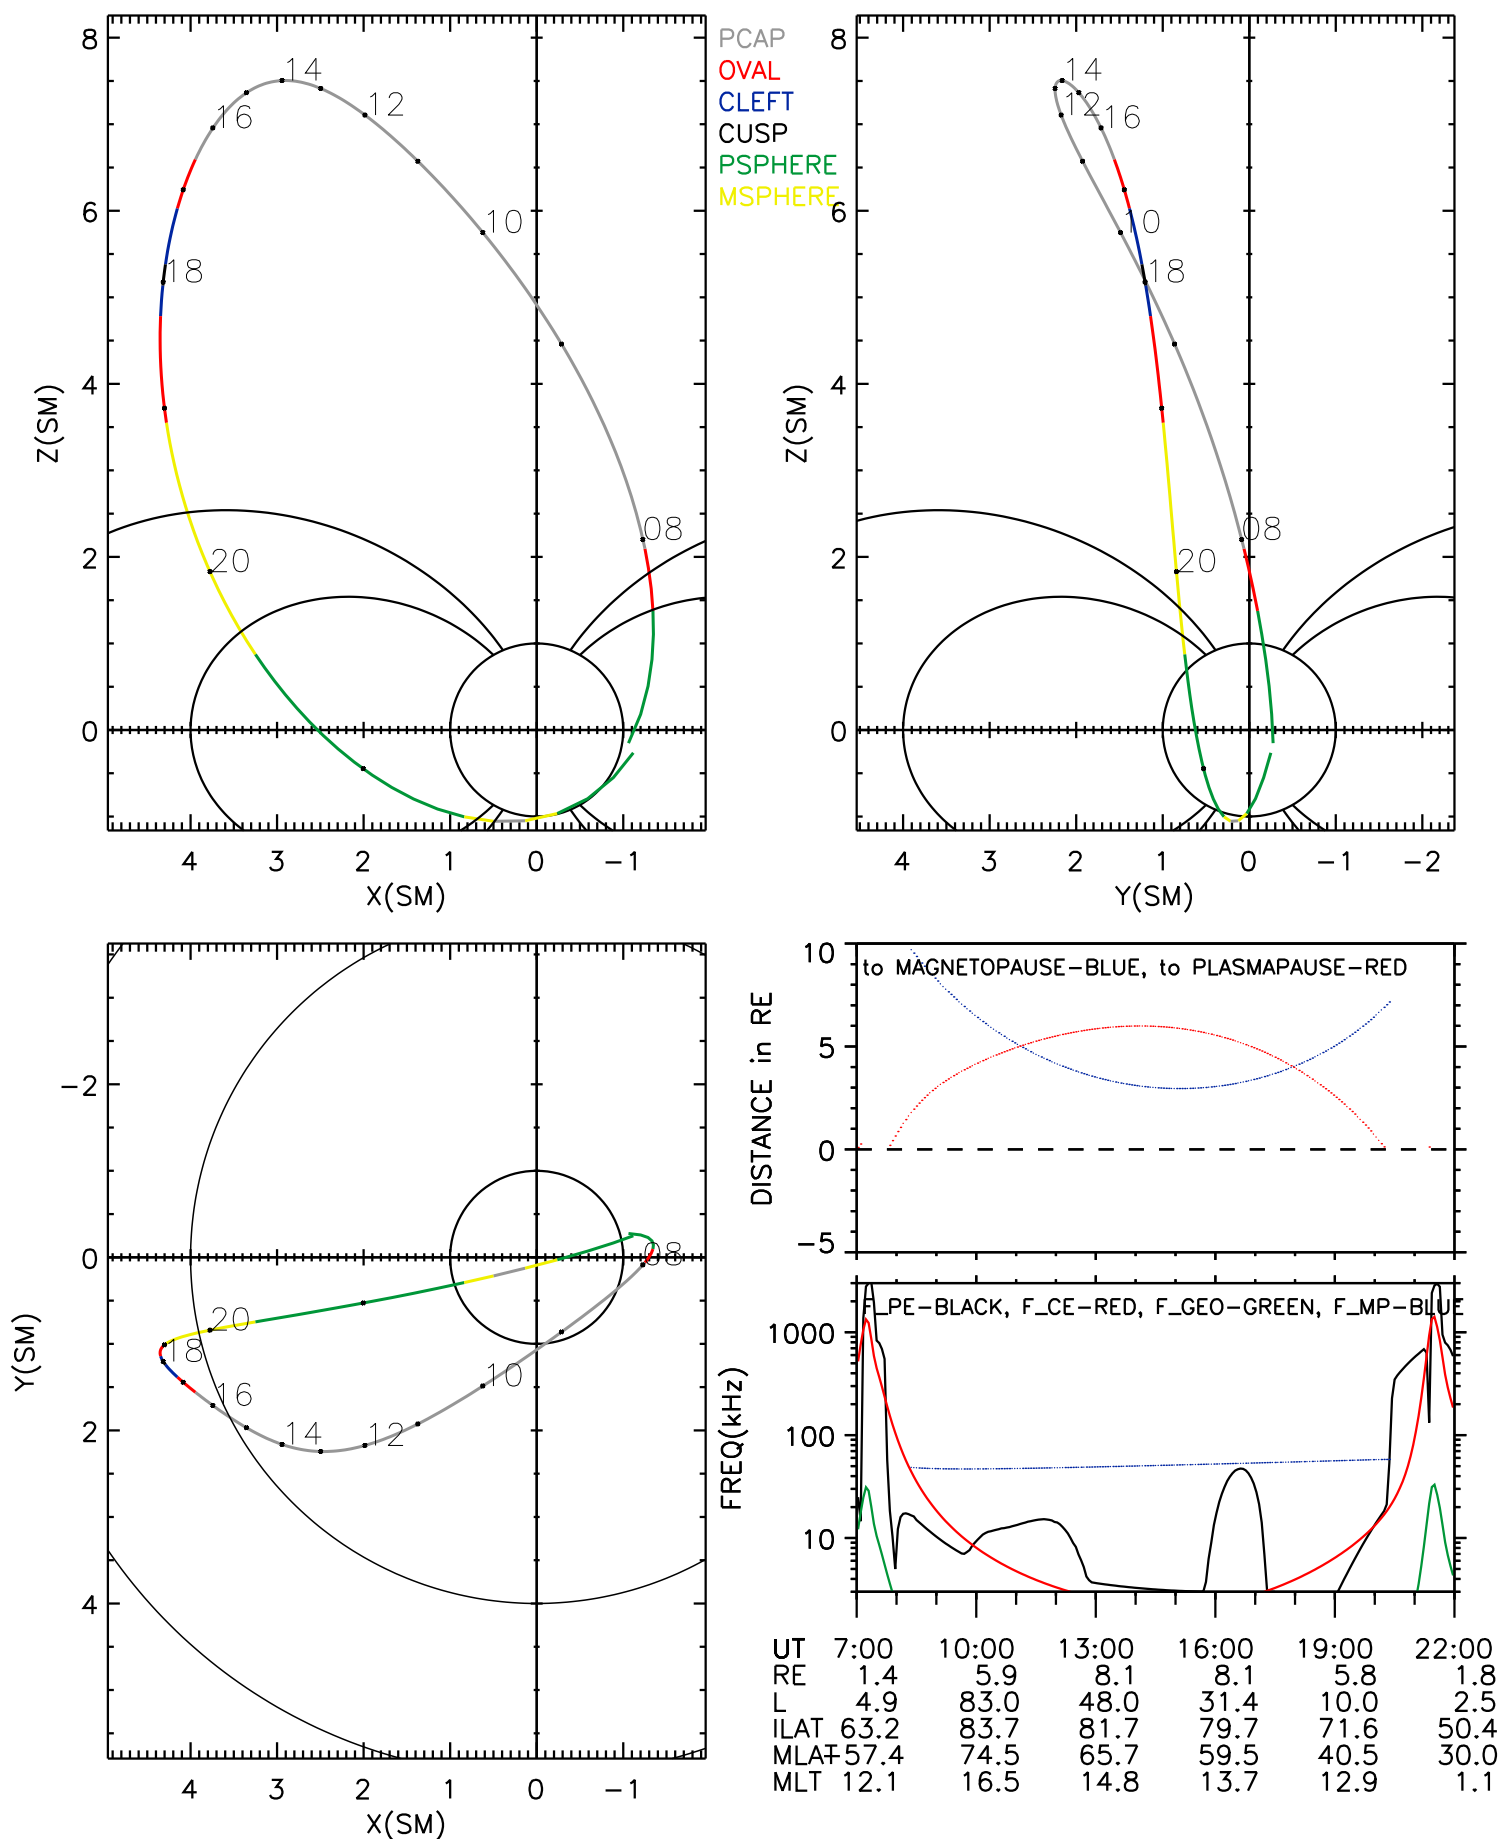 PCAP
OVAL
CLEFT
CUSP
PSPHERE
MSPHERE
8
6
4
2
0
Z(SM)
14
12
16
10
18
08
20
4
3
2
1
0
−1
X(SM)
8
6
4
2
0
Z(SM)
14
12
16
10
18
08
20
4
3
2
1
0
−1
−2
Y(SM)
−2
0
2
4
Y(SM)
08
20
18
16
14
12
10
4
3
2
1
0
−1
X(SM)
10
5
0
−5
DISTANCE in RE
to MAGNETOPAUSE−BLUE, to PLASMAPAUSE−RED
1000
100
10
FREQ(kHz)
F_PE−BLACK, F_CE−RED, F_GEO−GREEN, F_MP−BLUE
UT 7:00 10:00 13:00 16:00 19:00 22:00
RE 1.4 5.9 8.1 8.1 5.8 1.8
L 4.9 83.0 48.0 31.4 10.0 2.5
ILAT 63.2 83.7 81.7 79.7 71.6 50.4
MLAT −57.4 74.5 65.7 59.5 40.5 30.0
MLT 12.1 16.5 14.8 13.7 12.9 1.1